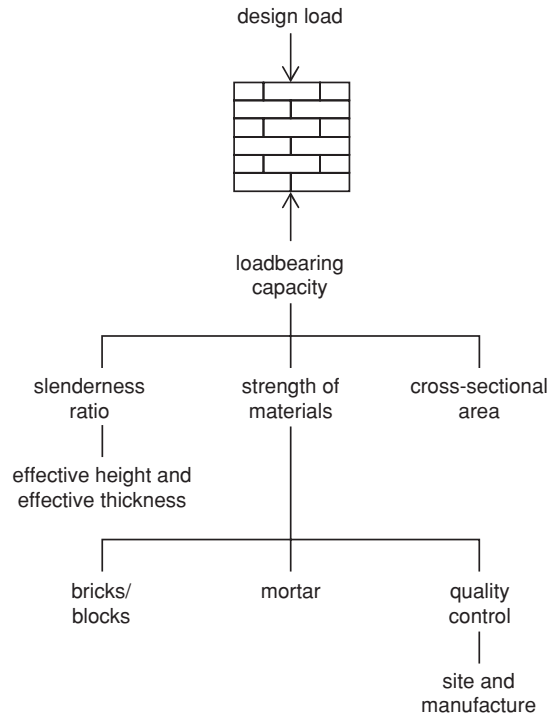 design load
loadbearing
capacity
slenderness
ratio
strength of
materials
cross-sectional
area
effective height and
effective thickness
bricks/
blocks
mortar
quality
control
site and
manufacture